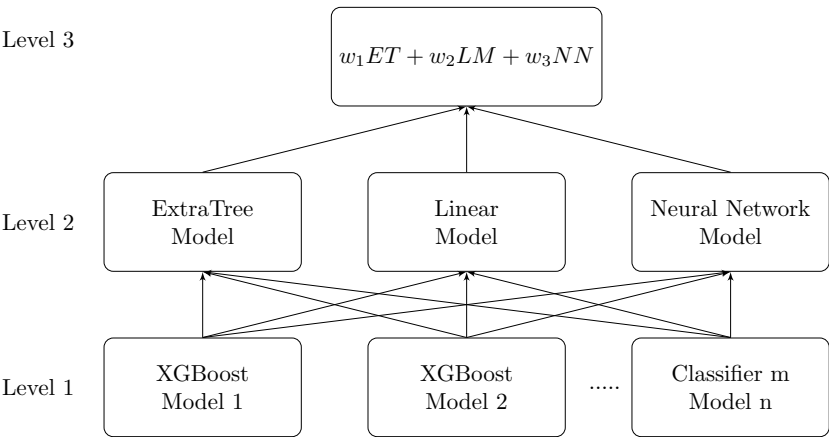 Level 3
w₁ET + w₂LM + w₃NN
Level 2
ExtraTree
Model
Linear
Model
Neural Network
Model
Level 1
XGBoost
Model 1
XGBoost
Model 2
.....
Classifier m
Model n